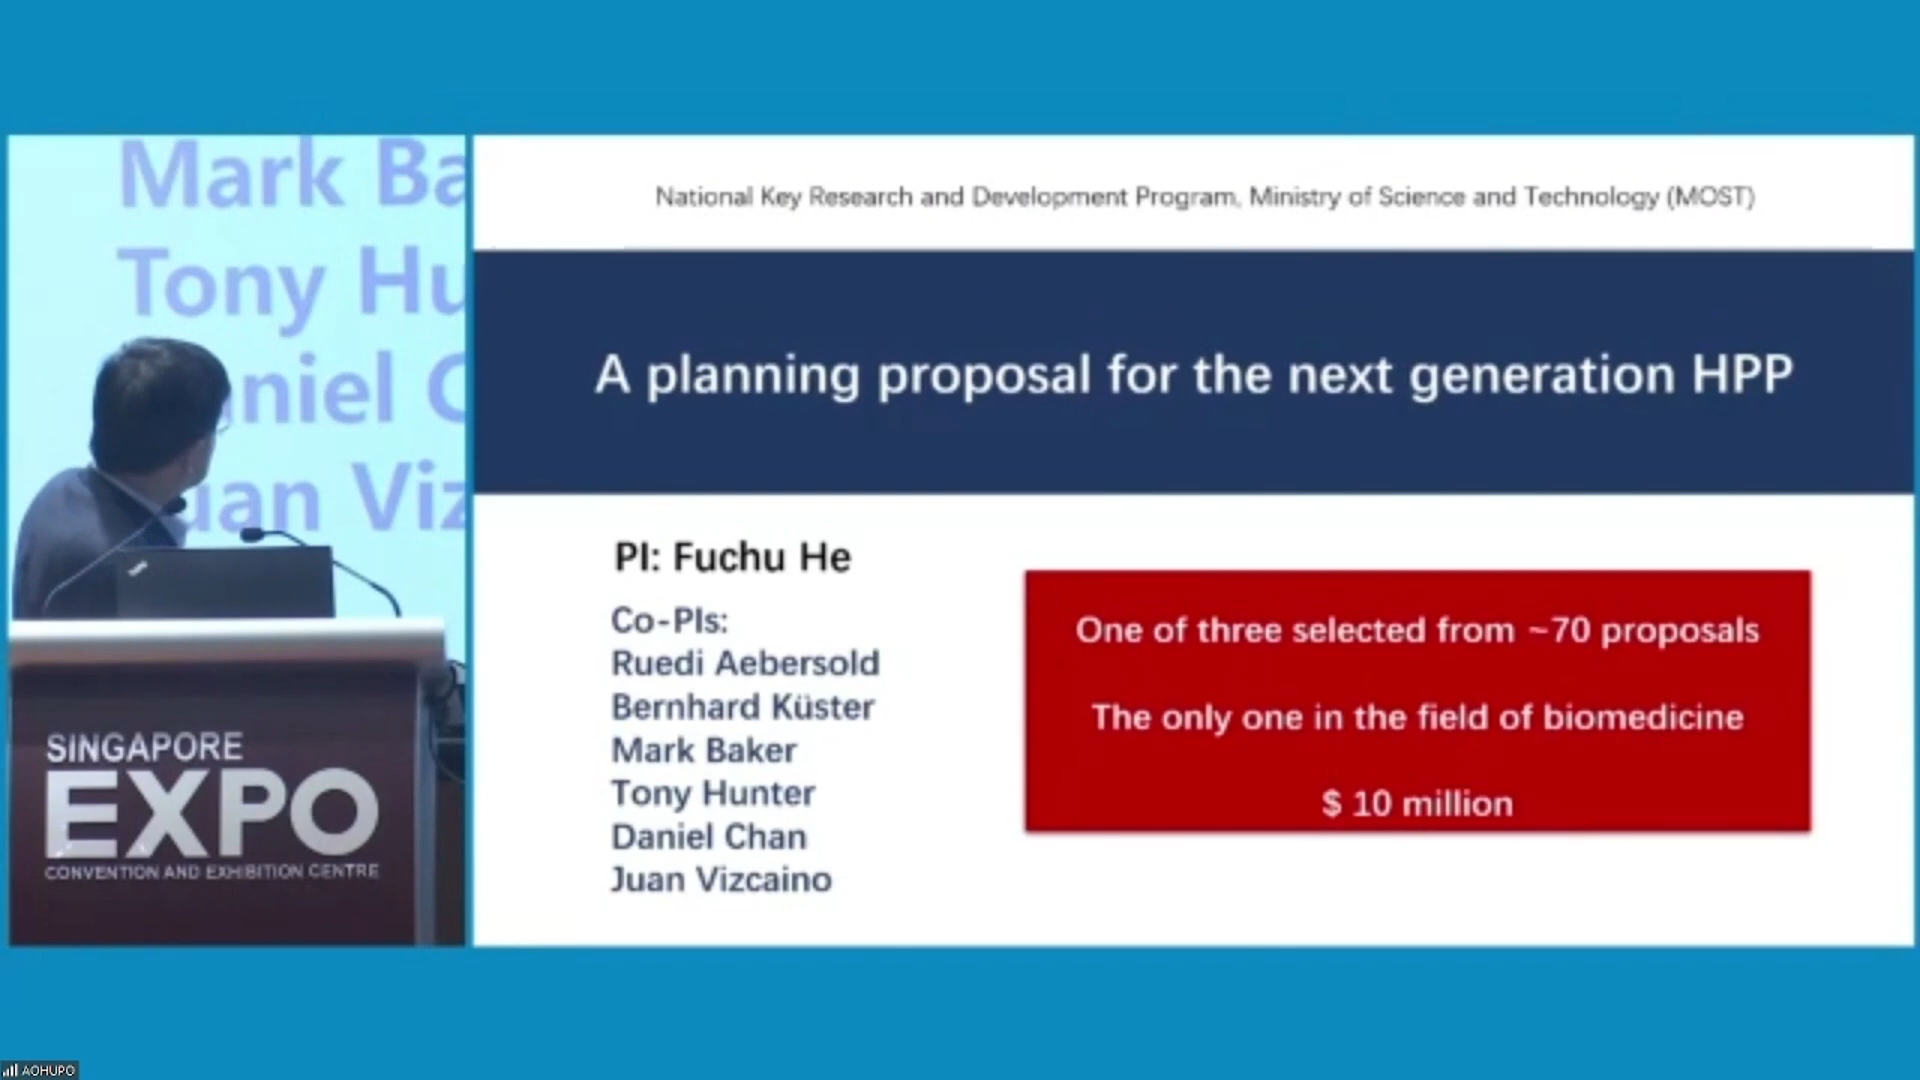 Mark Ba
Tony Hu
niel C
uan Viz
SINGAPORE
EXPO
CONVENTION AND EXHIBITION CENTRE
National Key Research and Development Program, Ministry of Science and Technology (MOST)
A planning proposal for the next generation HPP
PI: Fuchu He
Co-PIs:
Ruedi Aebersold
Bernhard Küster
Mark Baker
Tony Hunter
Daniel Chan
Juan Vizcaino
One of three selected from ~70 proposals
The only one in the field of biomedicine
$ 10 million
AOHUPO